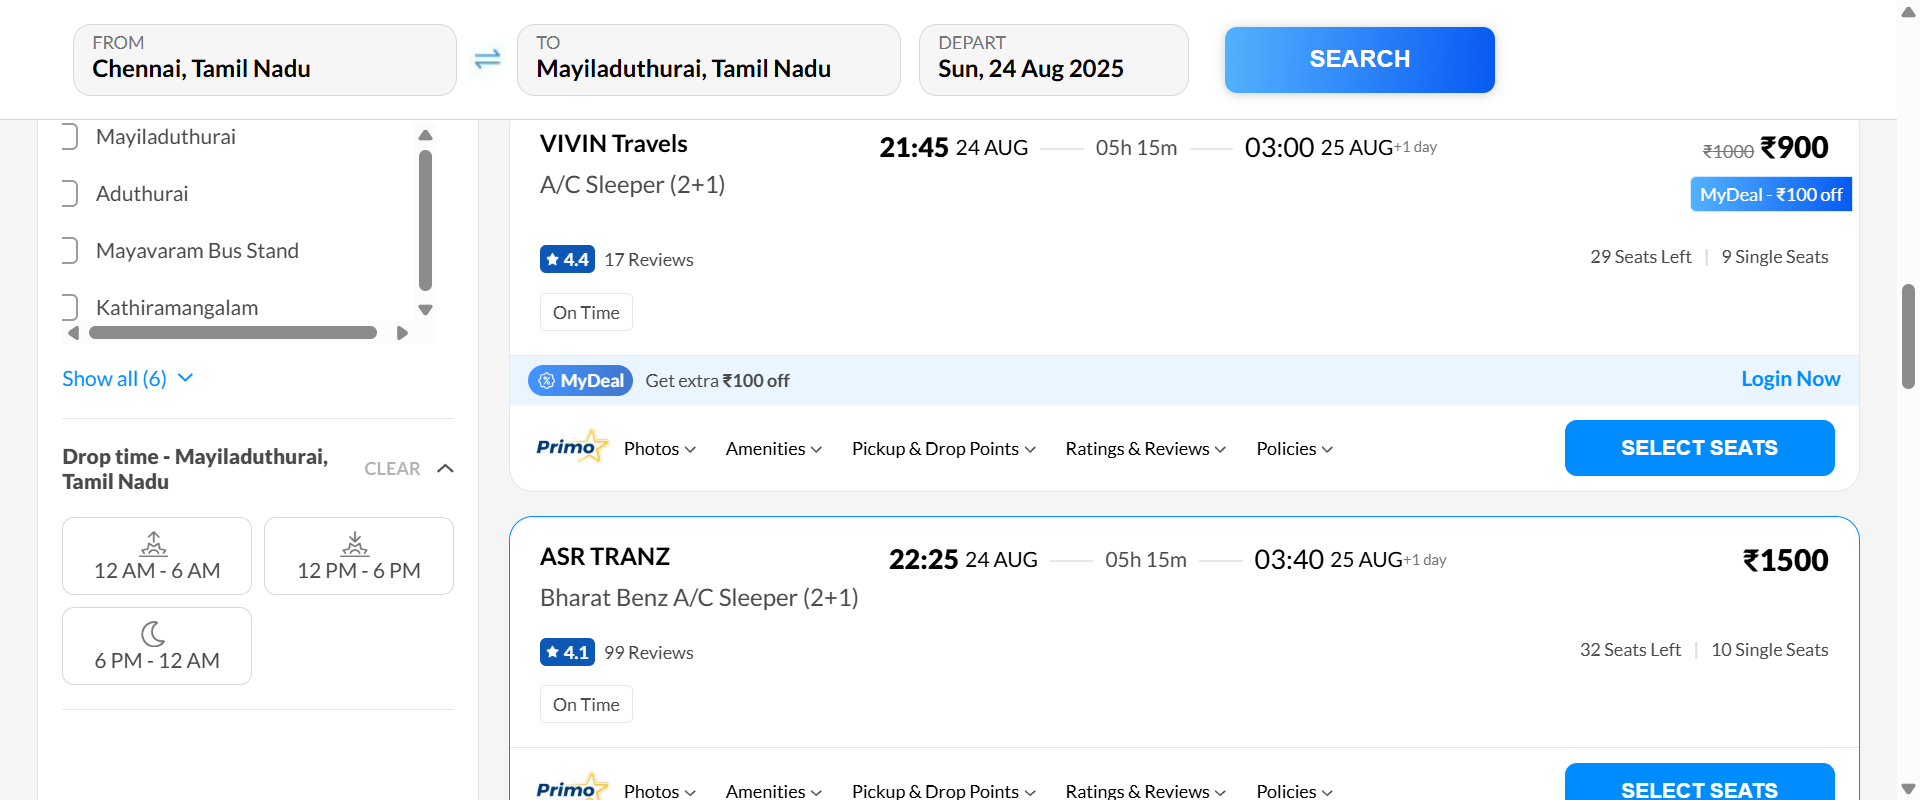 FROM
Chennai, Tamil Nadu
TO
Mayiladuthurai, Tamil Nadu
DEPART
Sun, 24 Aug 2025
SEARCH
Mayiladuthurai
Aduthurai
Mayavaram Bus Stand
Kathiramangalam
Show all (6)
Drop time - Mayiladuthurai, Tamil Nadu
CLEAR
12 AM - 6 AM
12 PM - 6 PM
6 PM - 12 AM
VIVIN Travels
21:45 24 AUG
05h 15m
03:00 25 AUG+1 day
₹1000 ₹900
A/C Sleeper (2+1)
MyDeal - ₹100 off
4.4 17 Reviews
29 Seats Left | 9 Single Seats
On Time
MyDeal Get extra ₹100 off
Login Now
Primo Photos Amenities Pickup & Drop Points Ratings & Reviews Policies
SELECT SEATS
ASR TRANZ
22:25 24 AUG
05h 15m
03:40 25 AUG+1 day
₹1500
Bharat Benz A/C Sleeper (2+1)
4.1 99 Reviews
32 Seats Left | 10 Single Seats
On Time
Primo Photos Amenities Pickup & Drop Points Ratings & Reviews Policies
SELECT SEATS